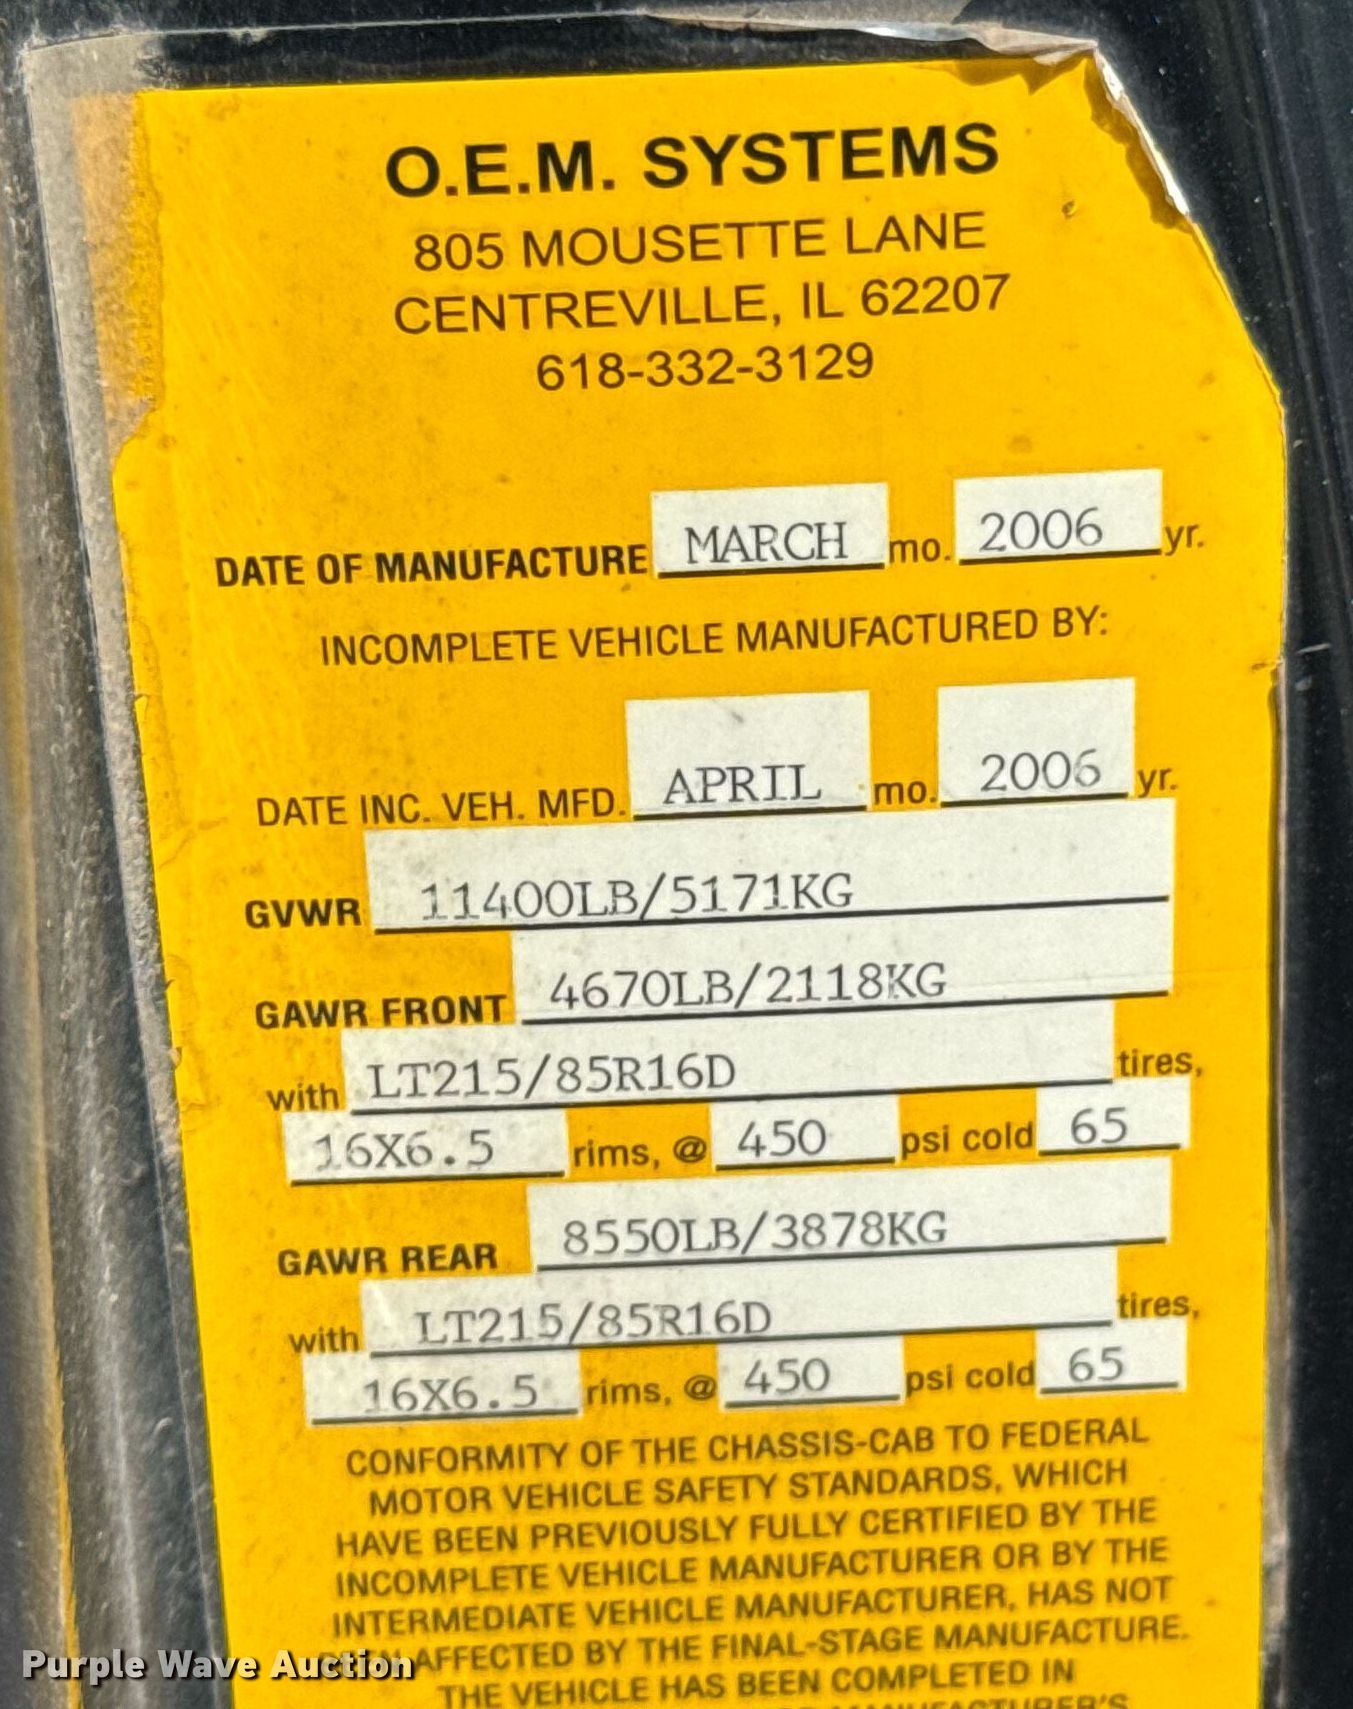 O.E.M. SYSTEMS
805 MOUSETTE LANE
CENTREVILLE, IL 62207
618-332-3129
DATE OF MANUFACTURE MARCH mo. 2006 yr.
INCOMPLETE VEHICLE MANUFACTURED BY:
DATE INC. VEH. MFD. APRIL mo. 2006 yr.
GVWR 11400LB/5171KG
GAWR FRONT 4670LB/2118KG
with LT215/85R16D tires,
16X6.5 rims, @ 450 psi cold 65
GAWR REAR 8550LB/3878KG
with LT215/85R16D tires,
16X6.5 rims, @ 450 psi cold 65
CONFORMITY OF THE CHASSIS-CAB TO FEDERAL
MOTOR VEHICLE SAFETY STANDARDS, WHICH
HAVE BEEN PREVIOUSLY FULLY CERTIFIED BY THE
INCOMPLETE VEHICLE MANUFACTURER OR BY THE
INTERMEDIATE VEHICLE MANUFACTURER, HAS NOT
AFFECTED BY THE FINAL-STAGE MANUFACTURE.
THE VEHICLE HAS BEEN COMPLETED IN
MANUFACTURER'S
Purple Wave Auction